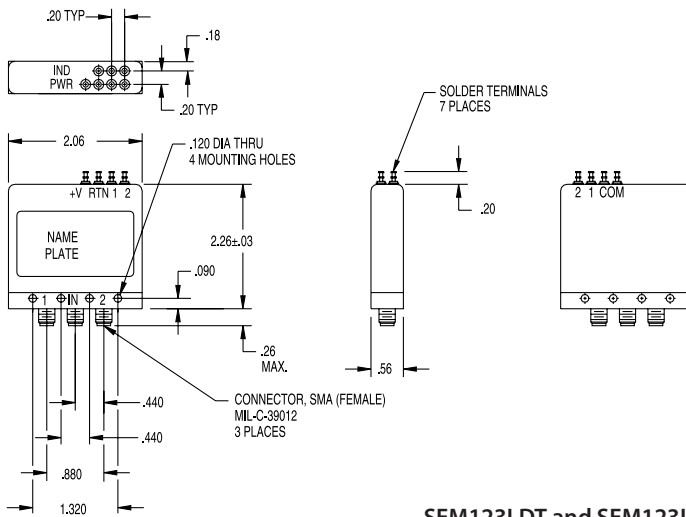 .20 TYP
.18
IND
PWR
.20 TYP
2.06
.120 DIA THRU
4 MOUNTING HOLES
+V RTN 1 2
NAME
PLATE
2.26±.03
.090
1 IN 2
.26
MAX.
.440
CONNECTOR, SMA (FEMALE)
MIL-C-39012
3 PLACES
.440
.880
1.320
SOLDER TERMINALS
7 PLACES
.20
.56
2 1 COM